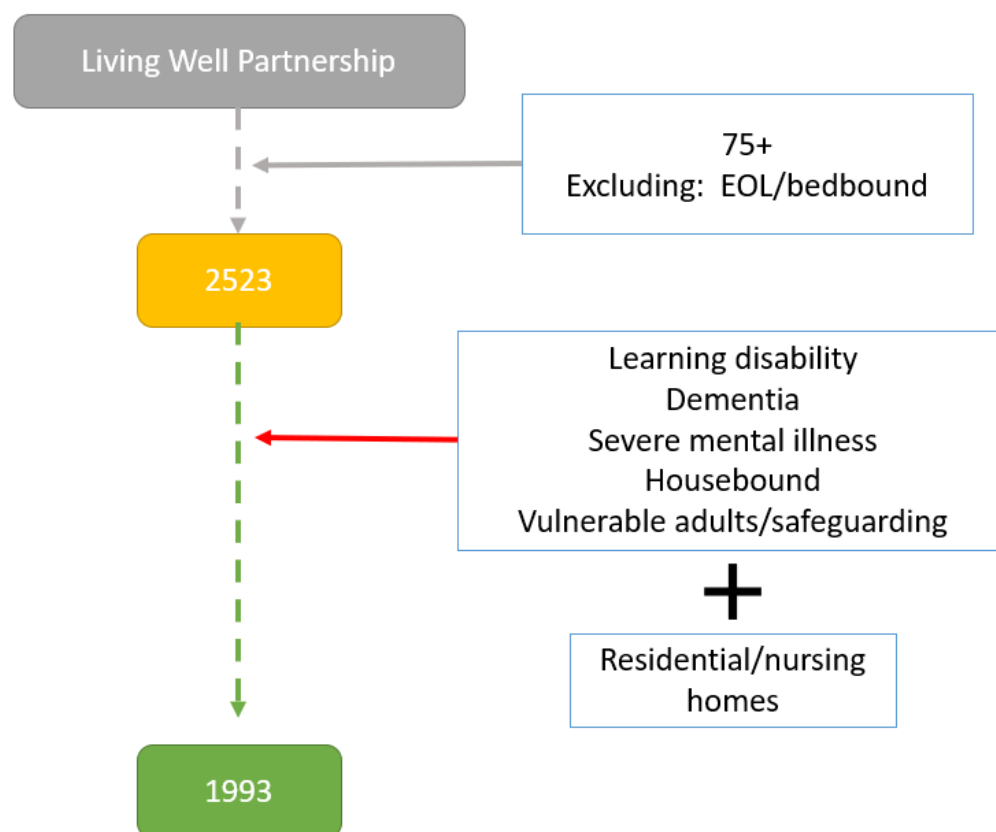 Living Well Partnership
75+
Excluding:  EOL/bedbound
2523
Learning disability
Dementia
Severe mental illness
Housebound
Vulnerable adults/safeguarding
+
Residential/nursing
homes
1993